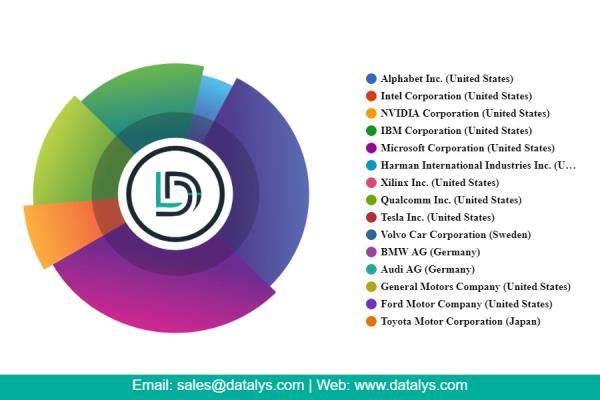 Alphabet Inc. (United States)
Intel Corporation (United States)
NVIDIA Corporation (United States)
IBM Corporation (United States)
Microsoft Corporation (United States)
Harman International Industries Inc. (U...
Xilinx Inc. (United States)
Qualcomm Inc. (United States)
Tesla Inc. (United States)
Volvo Car Corporation (Sweden)
BMW AG (Germany)
Audi AG (Germany)
General Motors Company (United States)
Ford Motor Company (United States)
Toyota Motor Corporation (Japan)
Email: sales@datalys.com | Web: www.datalys.com